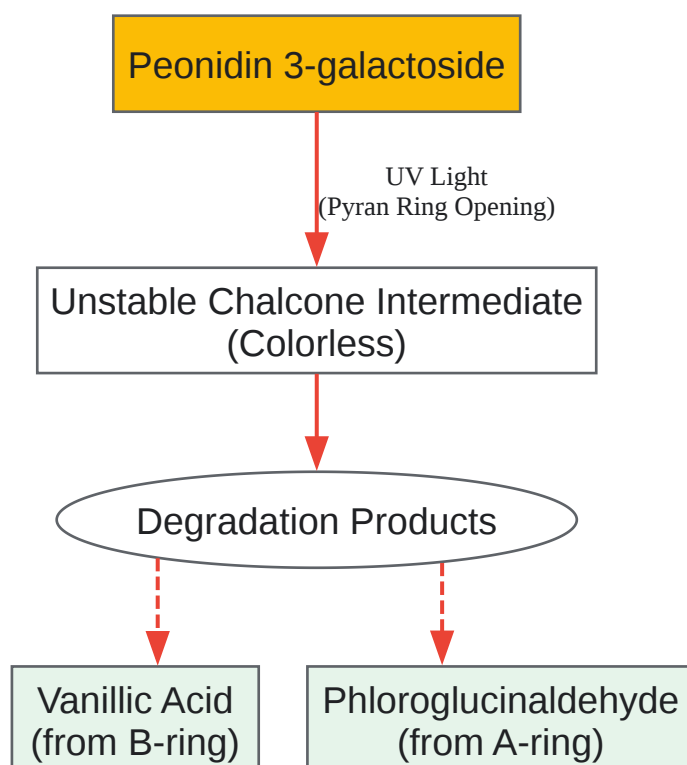 Peonidin 3-galactoside
UV Light
(Pyran Ring Opening)
Unstable Chalcone Intermediate
(Colorless)
Degradation Products
Vanillic Acid
(from B-ring)
Phloroglucinaldehyde
(from A-ring)